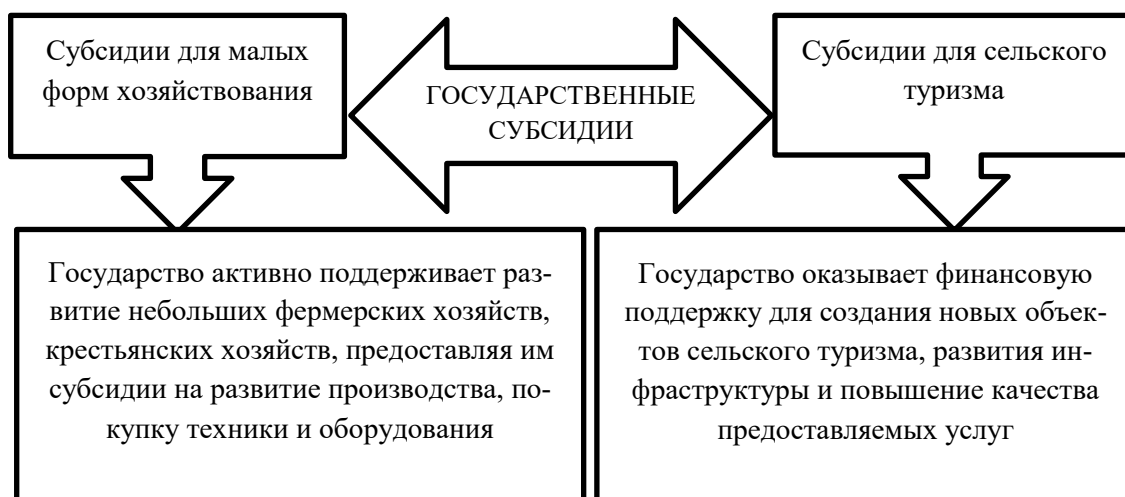 Субсидии для малых
форм хозяйствования
ГОСУДАРСТВЕННЫЕ
СУБСИДИИ
Субсидии для сельского
туризма
Государство активно поддерживает раз-
витие небольших фермерских хозяйств,
крестьянских хозяйств, предоставляя им
субсидии на развитие производства, по-
купку техники и оборудования
Государство оказывает финансовую
поддержку для создания новых объек-
тов сельского туризма, развития ин-
фраструктуры и повышение качества
предоставляемых услуг